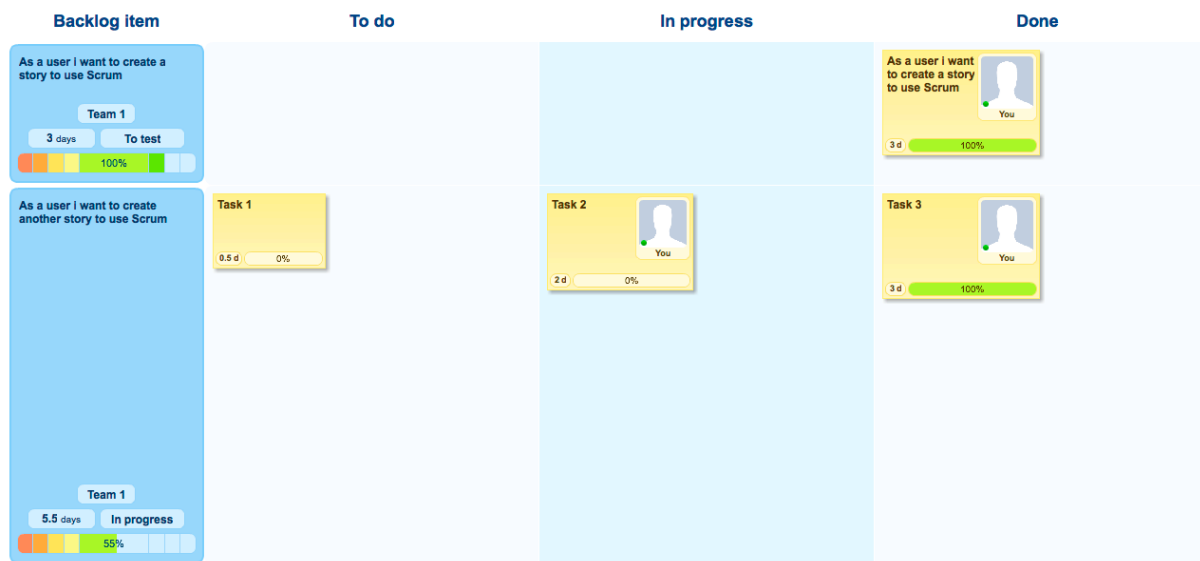 Backlog item
To do
In progress
Done
As a user i want to create a
story to use Scrum
Team 1
3 days
To test
100%
As a user i want
to create a story
to use Scrum
You
3 d
100%
As a user i want to create
another story to use Scrum
Team 1
5.5 days
In progress
55%
Task 1
0.5 d
0%
Task 2
You
2 d
0%
Task 3
You
3 d
100%